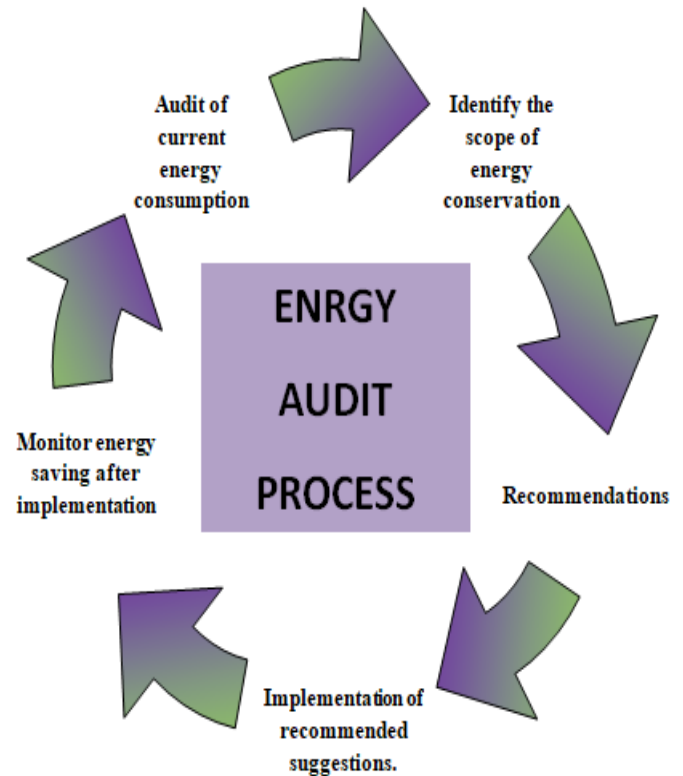 Audit of
current
energy
consumption
Identify the
scope of
energy
conservation
ENRGY
AUDIT
PROCESS
Recommendations
Implementation of
recommended
suggestions.
Monitor energy
saving after
implementation